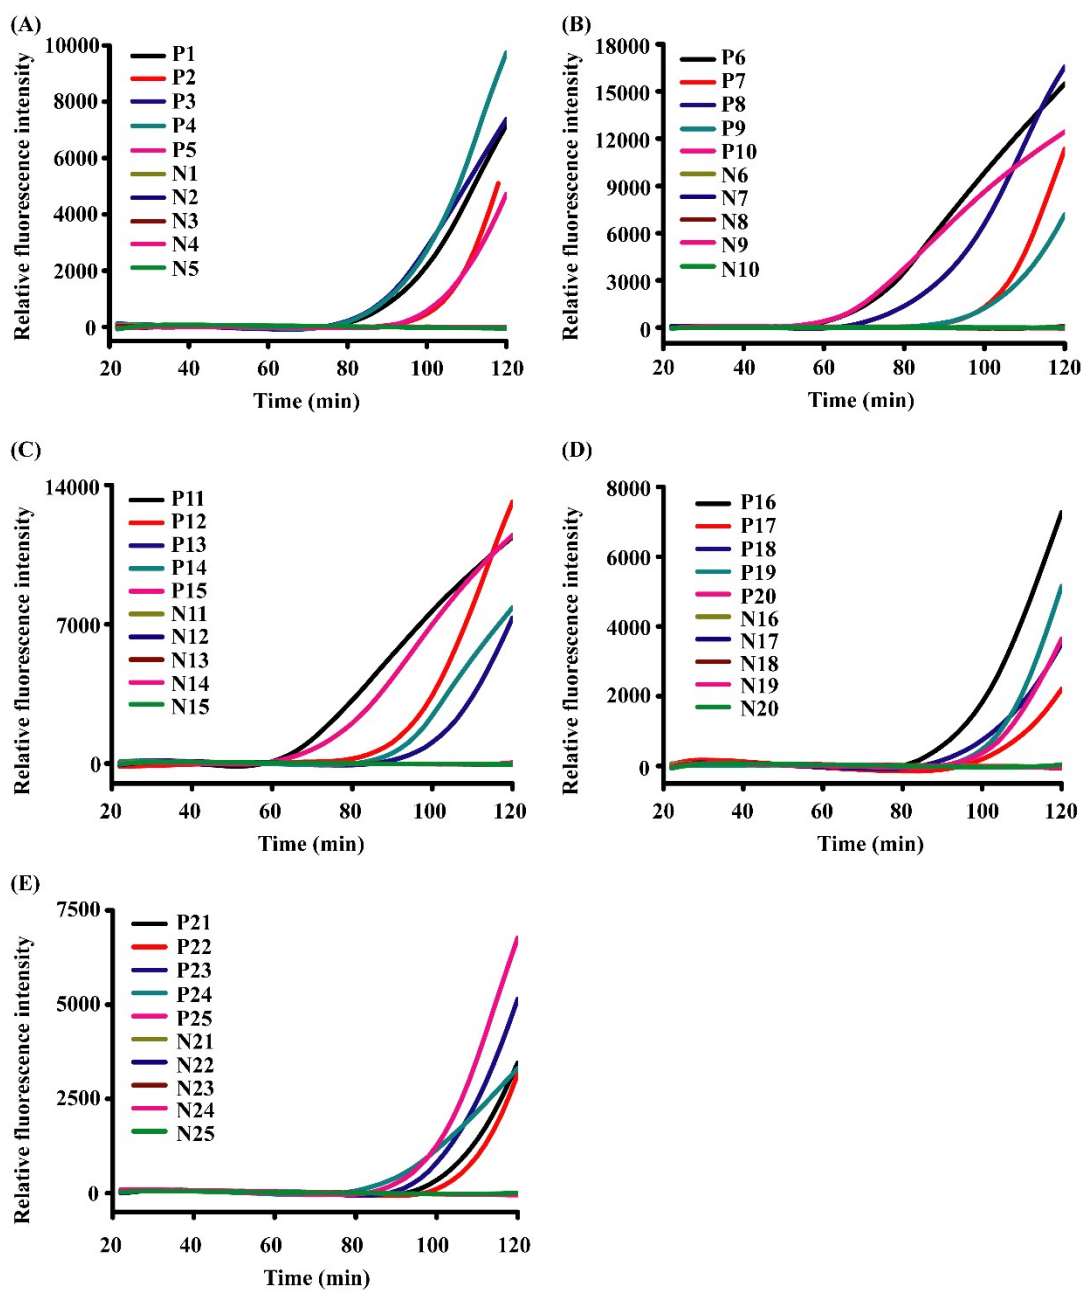 (A)
Relative fluorescence intensity
10000
8000
6000
4000
2000
0
P1
P2
P3
P4
P5
N1
N2
N3
N4
N5
20 40 60 80 100 120
Time (min)
(B)
Relative fluorescence intensity
18000
15000
12000
9000
6000
3000
0
P6
P7
P8
P9
P10
N6
N7
N8
N9
N10
20 40 60 80 100 120
Time (min)
(C)
Relative fluorescence intensity
14000
7000
0
P11
P12
P13
P14
P15
N11
N12
N13
N14
N15
20 40 60 80 100 120
Time (min)
(D)
Relative fluorescence intensity
8000
6000
4000
2000
0
P16
P17
P18
P19
P20
N16
N17
N18
N19
N20
20 40 60 80 100 120
Time (min)
(E)
Relative fluorescence intensity
7500
5000
2500
0
P21
P22
P23
P24
P25
N21
N22
N23
N24
N25
20 40 60 80 100 120
Time (min)